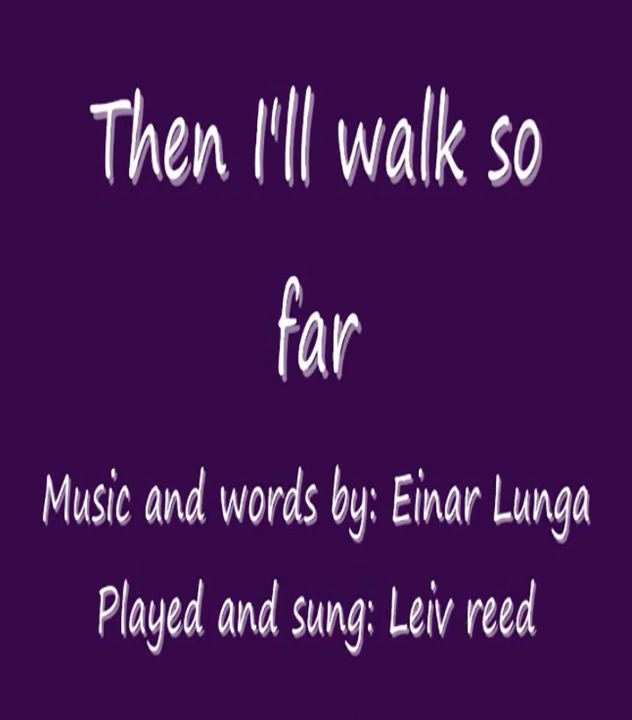 Then I'll walk so
far
Music and words by: Einar Lunga
Played and sung: Leiv reed